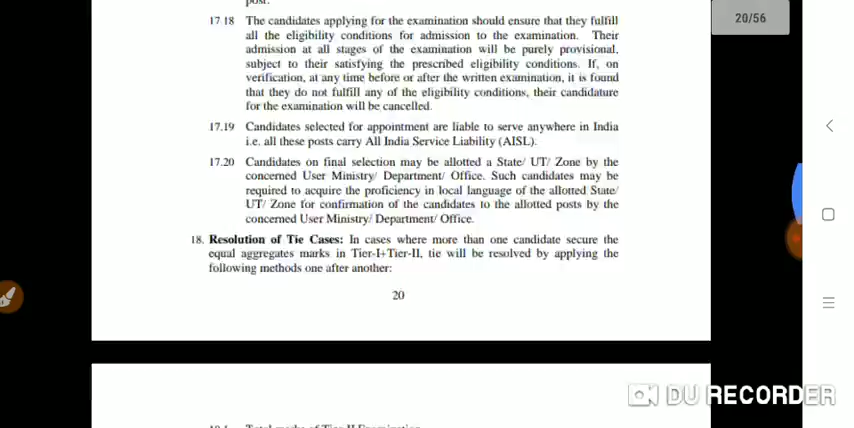 post.
20/56
17.18 The candidates applying for the examination should ensure that they fulfill
all the eligibility conditions for admission to the examination. Their
admission at all stages of the examination will be purely provisional,
subject to their satisfying the prescribed eligibility conditions. If, on
verification, at any time before or after the written examination, it is found
that they do not fulfill any of the eligibility conditions, their candidature
for the examination will be cancelled.
17.19 Candidates selected for appointment are liable to serve anywhere in India
i.e. all these posts carry All India Service Liability (AISL).
17.20 Candidates on final selection may be allotted a State/ UT/ Zone by the
concerned User Ministry/ Department/ Office. Such candidates may be
required to acquire the proficiency in local language of the allotted State/
UT/ Zone for confirmation of the candidates to the allotted posts by the
concerned User Ministry/ Department/ Office.
18. Resolution of Tie Cases: In cases where more than one candidate secure the
equal aggregates marks in Tier-I+Tier-II, tie will be resolved by applying the
following methods one after another:
20
DU RECORDER
18.1 Total marks of Tier-II Examination